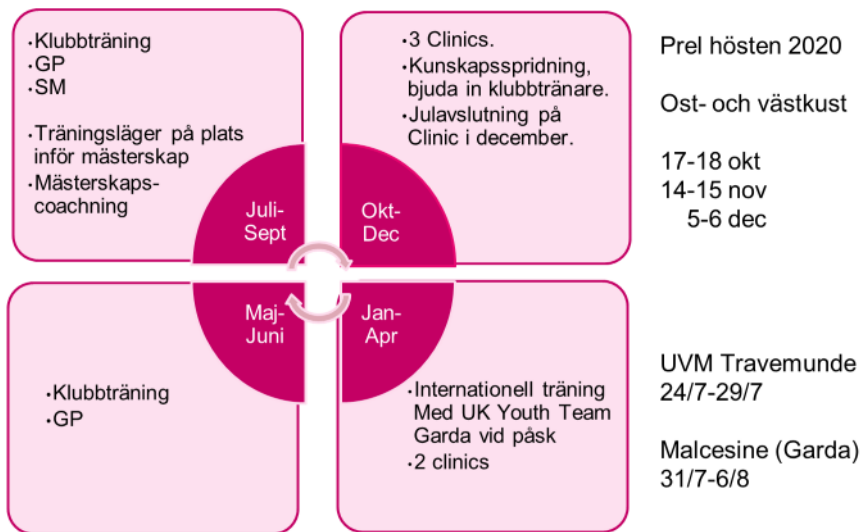 ·Klubbträning
·GP
·SM
·Träningsläger på plats
inför mästerskap
·Mästerskaps-
coachning
Juli-
Sept
·3 Clinics.
·Kunskapsspridning,
bjuda in klubbtränare.
·Julavslutning på
Clinic i december.
Okt-
Dec
Prel hösten 2020
Ost- och västkust
17-18 okt
14-15 nov
5-6 dec
Maj-
Juni
·Klubbträning
·GP
Jan-
Apr
·Internationell träning
Med UK Youth Team
Garda vid påsk
·2 clinics
UVM Travemunde
24/7-29/7
Malcesine (Garda)
31/7-6/8